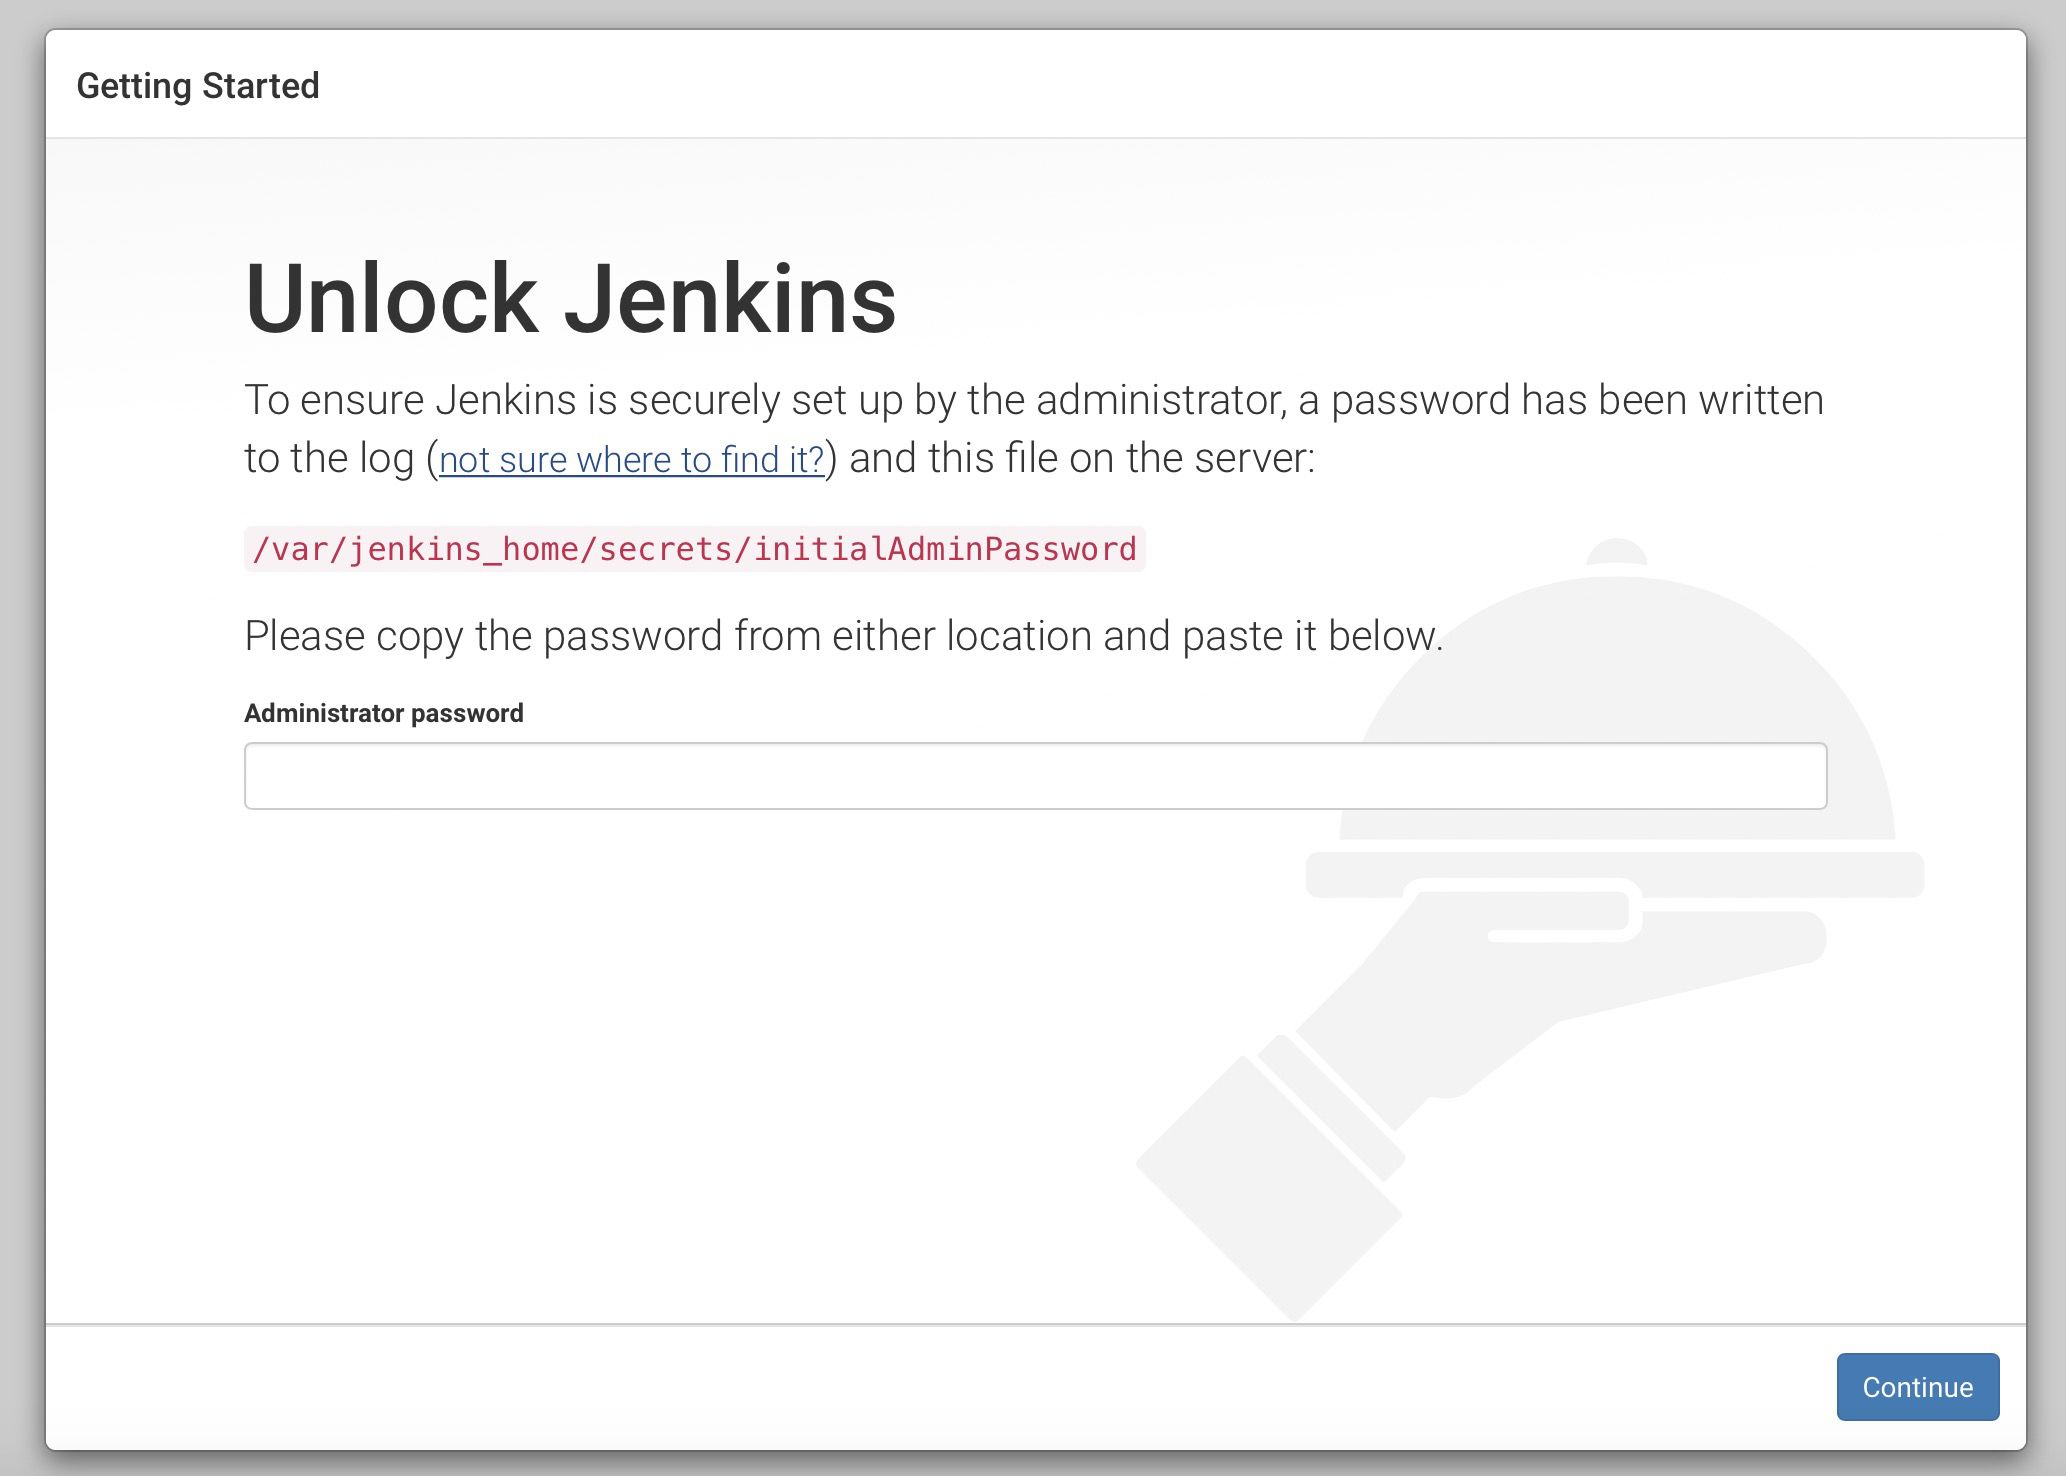 Getting Started
Unlock Jenkins
To ensure Jenkins is securely set up by the administrator, a password has been written
to the log (not sure where to find it?) and this file on the server:
/var/jenkins_home/secrets/initialAdminPassword
Please copy the password from either location and paste it below.
Administrator password
Continue